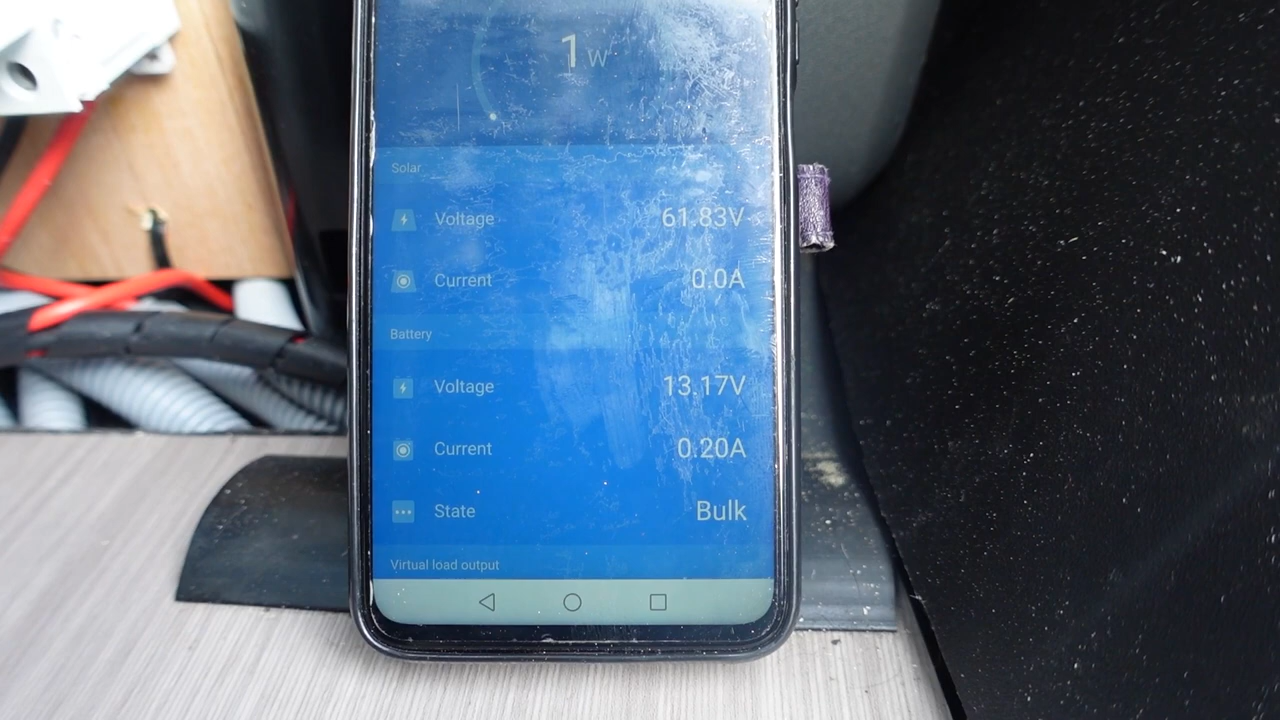 1 W
Solar
Voltage 61.83V
Current 0.0A
Battery
Voltage 13.17V
Current 0.20A
State Bulk
Virtual load output